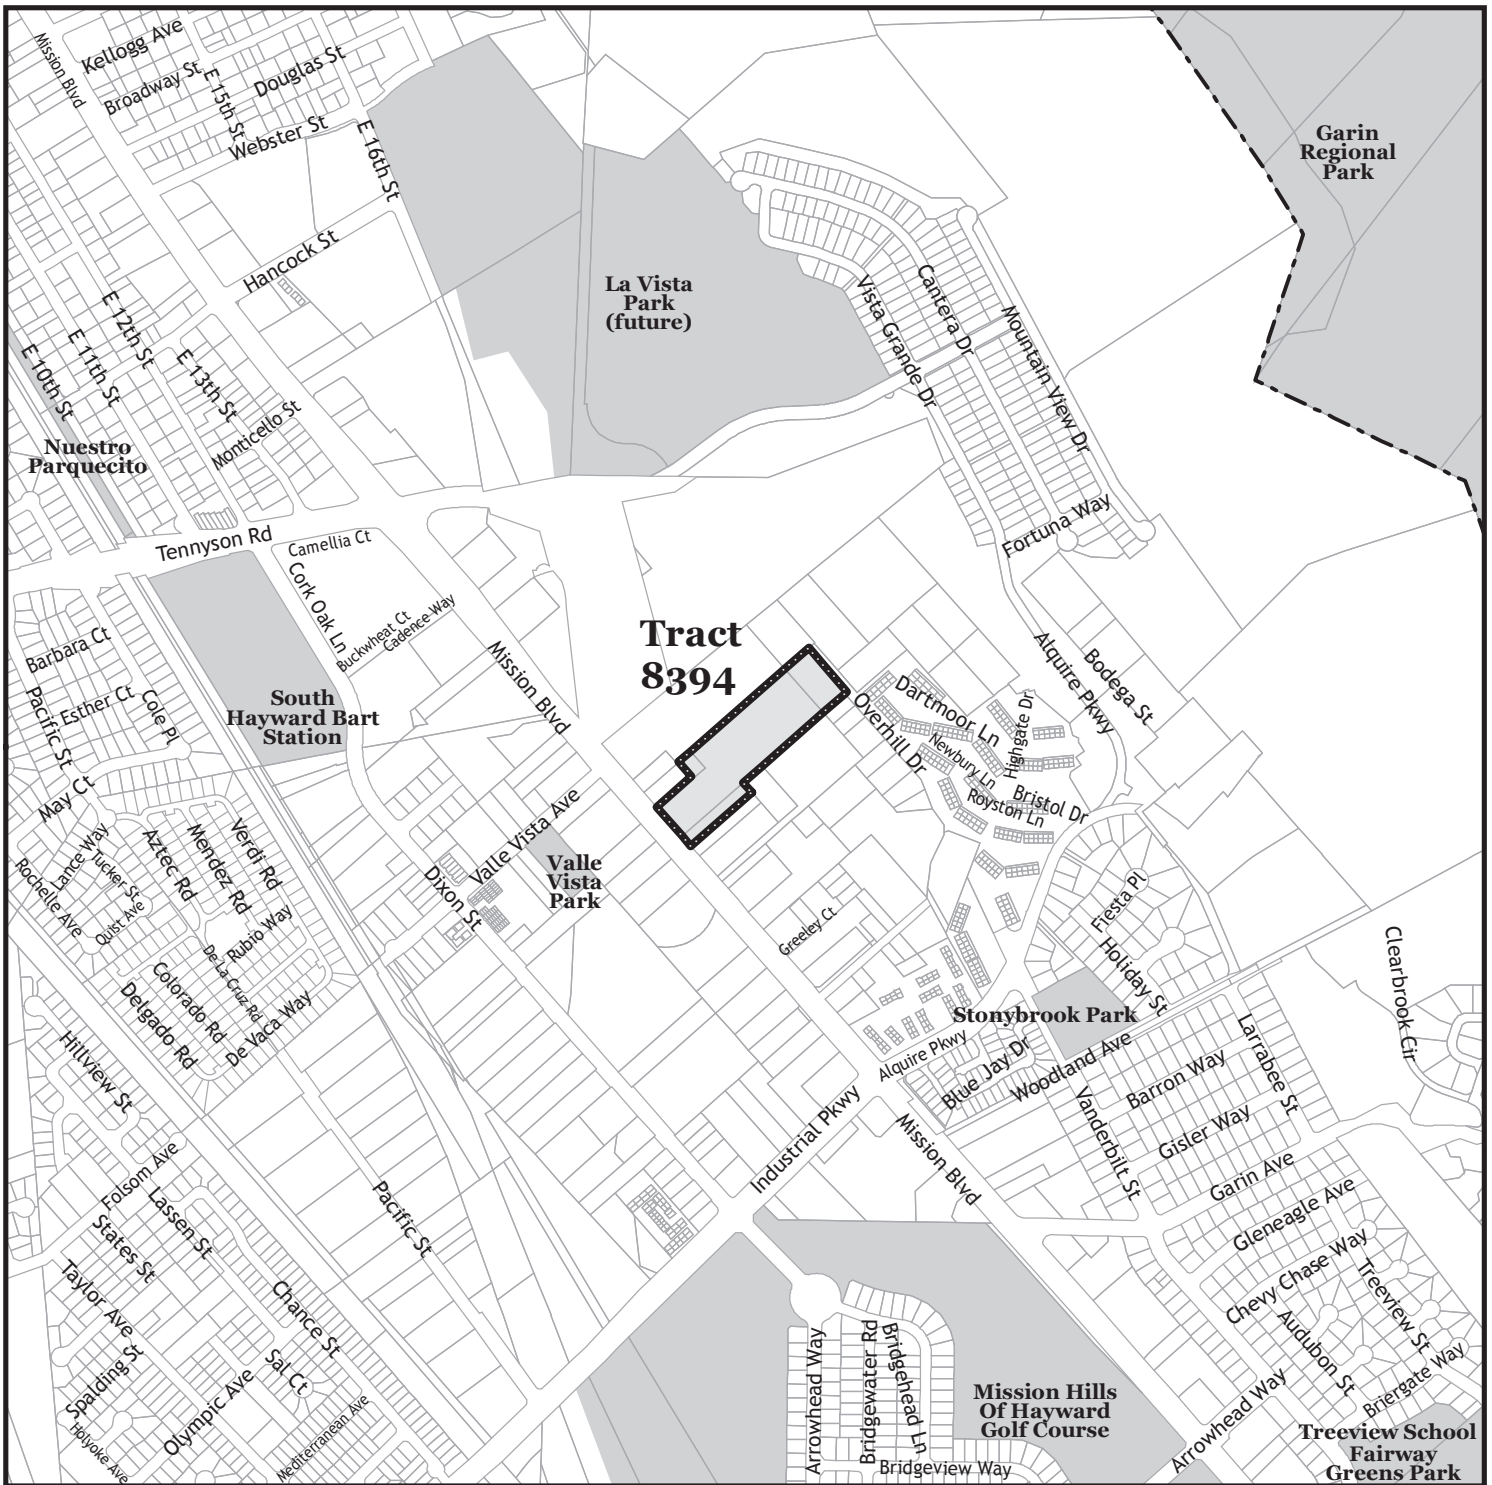 Mission Blvd
Kellogg Ave
Broadway St
E 15th St
Douglas St
Webster St
E 16th St
Hancock St
Garin
Regional
Park
La Vista
Park
(future)
Vista Grande Dr
Cantera Dr
Mountain View Dr
E 12th St
E 11th St
E 10th St
E 13th St
Monticello St
Nuestro
Parquecito
Tennyson Rd
Camellia Ct
Cork Oak Ln
Buckwheat Ct
Cadence Way
Fortuna Way
Barbara Ct
Esther Ct
Pacific St
Cole Pl
May Ct
South
Hayward Bart
Station
Mission Blvd
Tract
8394
Alquire Pkwy
Bodega St
Dartmoor Ln
Overhill Dr
Highgate Dr
Newbury Ln
Bristol Dr
Royston Ln
Lance Way
Tucker St
Rochelle Ave
Quist Ave
Aztec Rd
Mendez Rd
Verdi Rd
Rubio Way
De La Cruz Rd
Colorado Rd
Delgado Rd
De Vaca Way
Valle Vista Ave
Dixon St
Valle
Vista
Park
Greeley Ct
Fiesta Pl
Holiday St
Clearbrook Cir
Stonybrook Park
Alquire Pkwy
Blue Jay Dr
Woodland Ave
Larrabee St
Barron Way
Vanderbilt St
Gisler Way
Garin Ave
Industrial Pkwy
Mission Blvd
Hillview St
Folsom Ave
Lassen St
States St
Pacific St
Taylor Ave
Chance St
Spalding St
Sal Ct
Olympic Ave
Holyoke Ave
Mediterranean Ave
Gleneagle Ave
Chevy Chase Way
Treeview St
Audubon St
Briergate Way
Arrowhead Way
Bridgewater Rd
Bridgehead Ln
Bridgeview Way
Mission Hills
Of Hayward
Golf Course
Arrowhead Way
Treeview School
Fairway
Greens Park